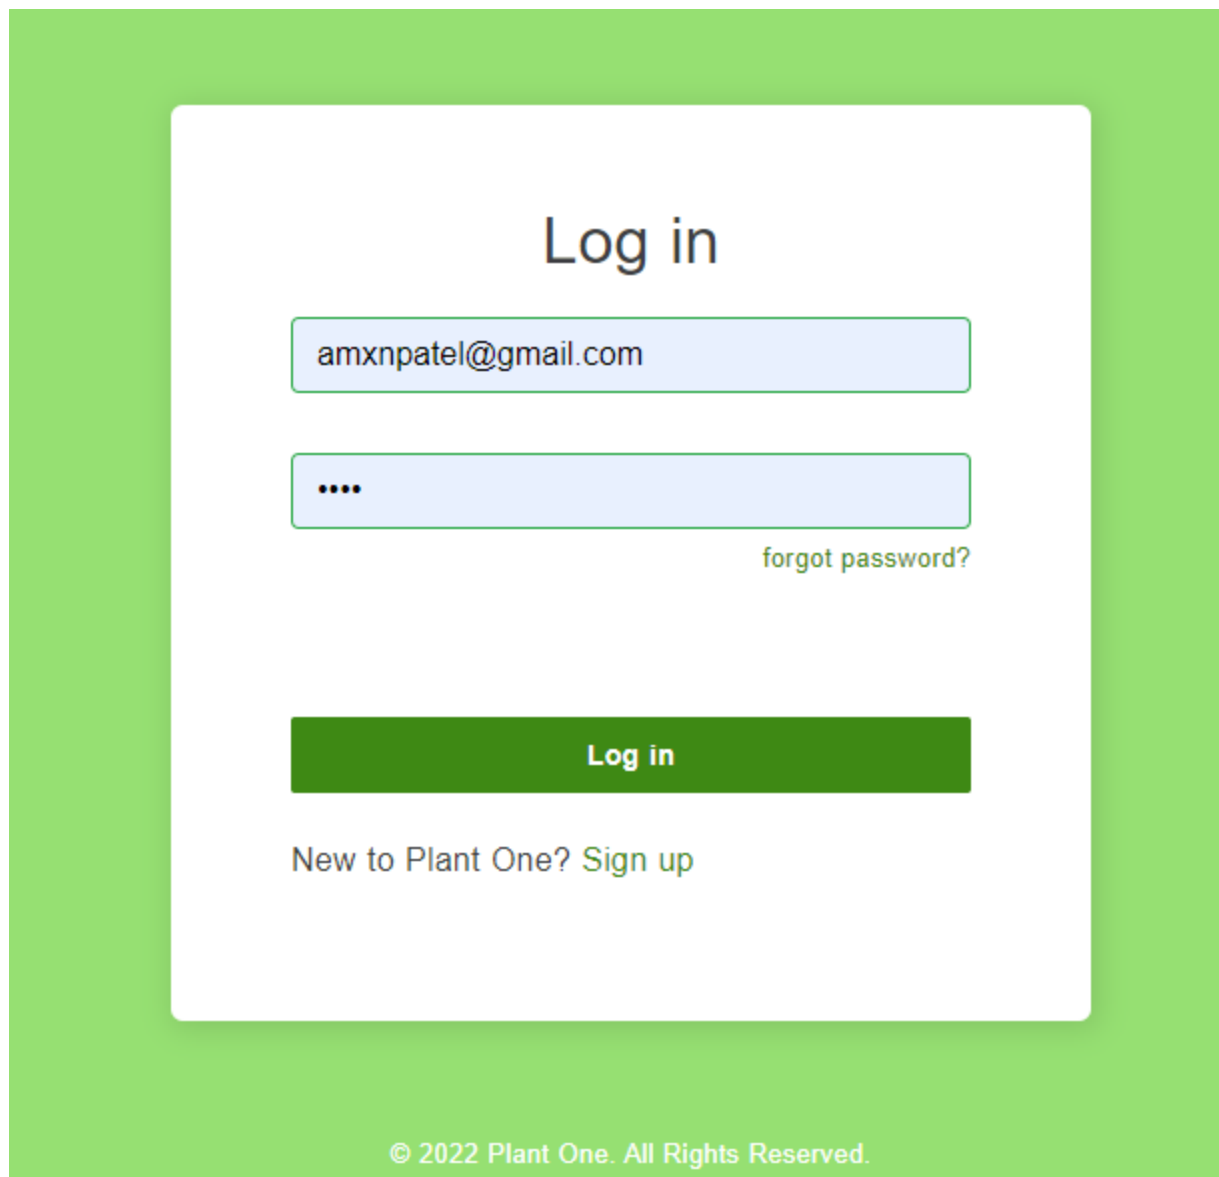 Log in
amxnpatel@gmail.com
••••
forgot password?
Log in
New to Plant One? Sign up
© 2022 Plant One. All Rights Reserved.